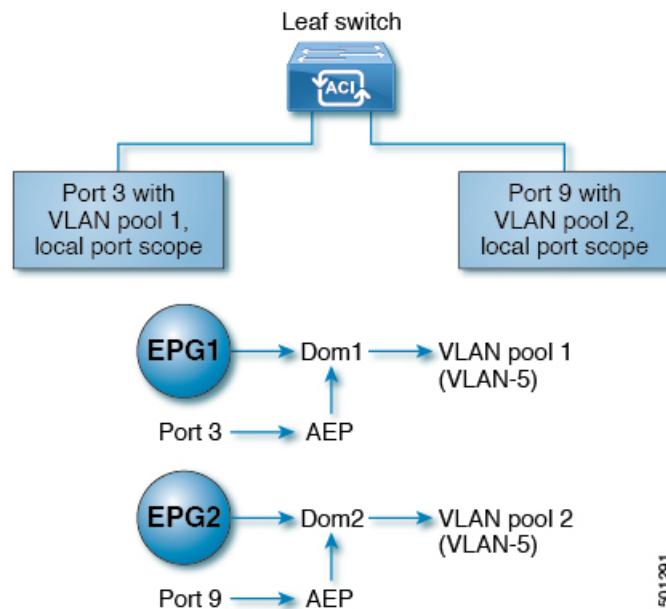 Leaf switch
ACI
Port 3 with
VLAN pool 1,
local port scope
Port 9 with
VLAN pool 2,
local port scope
EPG1
Dom1
VLAN pool 1
(VLAN-5)
Port 3
AEP
EPG2
Dom2
VLAN pool 2
(VLAN-5)
Port 9
AEP
501291